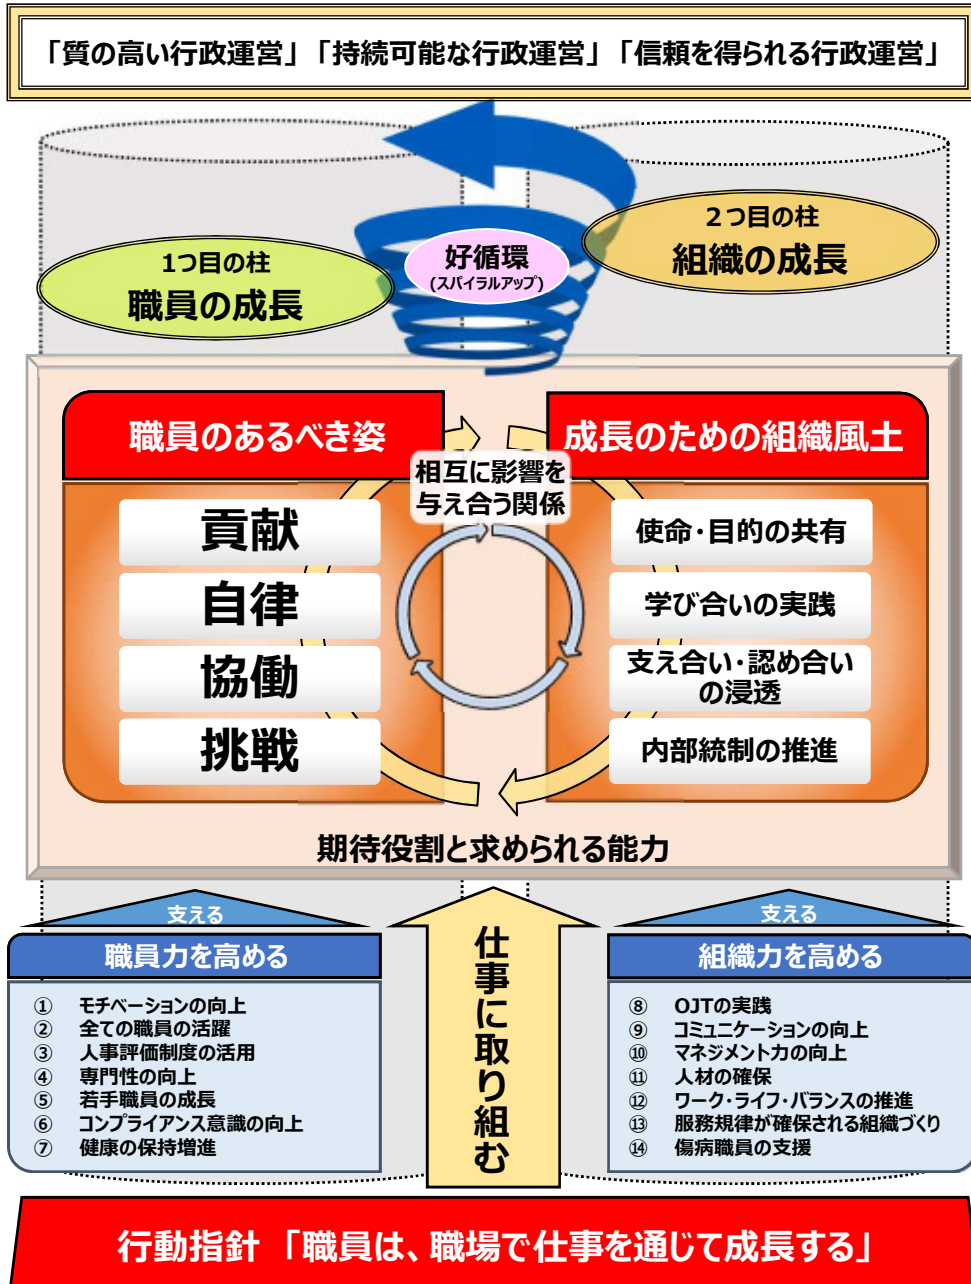 「質の高い行政運営」「持続可能な行政運営」「信頼を得られる行政運営」
1つ目の柱
職員の成長
好循環
(スパイラルアップ)
2つ目の柱
組織の成長
職員のあるべき姿
貢献
自律
協働
挑戦
相互に影響を
与え合う関係
成長のための組織風土
使命・目的の共有
学び合いの実践
支え合い・認め合い
の浸透
内部統制の推進
期待役割と求められる能力
支える
職員力を高める
① モチベーションの向上
② 全ての職員の活躍
③ 人事評価制度の活用
④ 専門性の向上
⑤ 若手職員の成長
⑥ コンプライアンス意識の向上
⑦ 健康の保持増進
仕事に取り組む
支える
組織力を高める
⑧ OJTの実践
⑨ コミュニケーションの向上
⑩ マネジメント力の向上
⑪ 人材の確保
⑫ ワーク・ライフ・バランスの推進
⑬ 服務規律が確保される組織づくり
⑭ 傷病職員の支援
行動指針 「職員は、職場で仕事を通じて成長する」